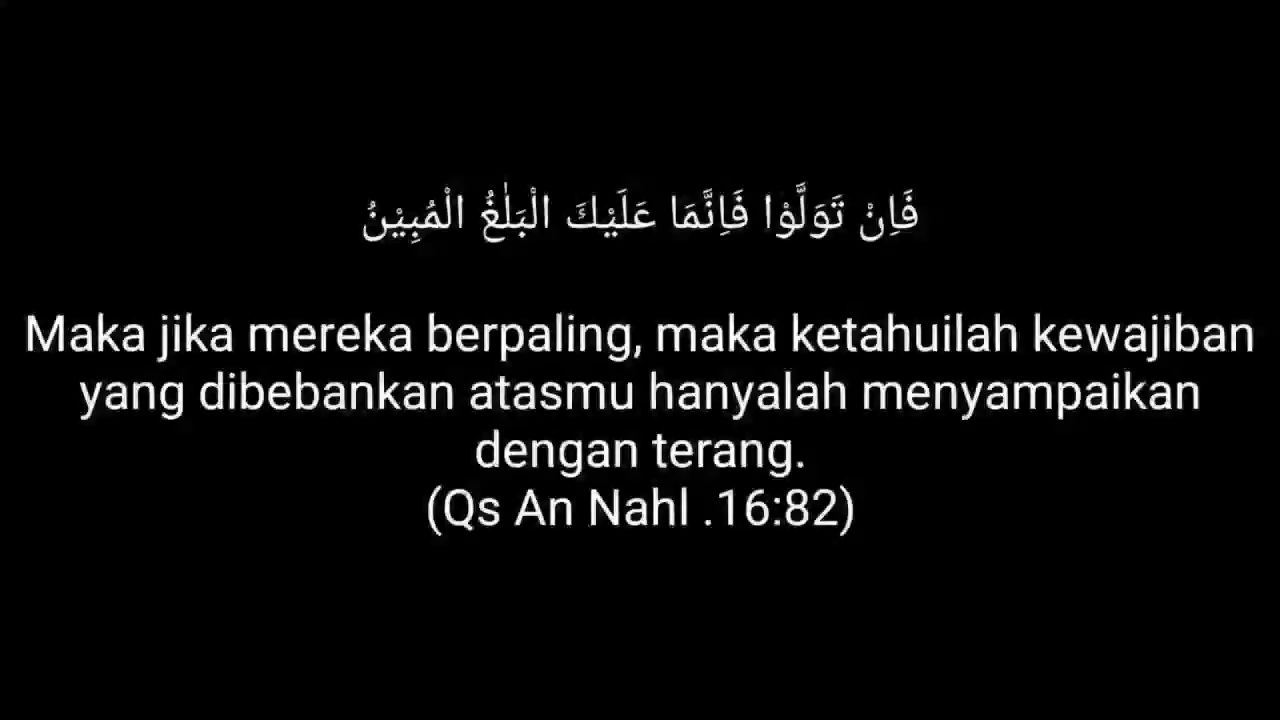 فَاِنْ تَوَلَّوْا فَاِنَّمَا عَلَيْكَ الْبَلٰغُ الْمُبِيْنُ
Maka jika mereka berpaling, maka ketahuilah kewajiban
yang dibebankan atasmu hanyalah menyampaikan
dengan terang.
(Qs An Nahl .16:82)